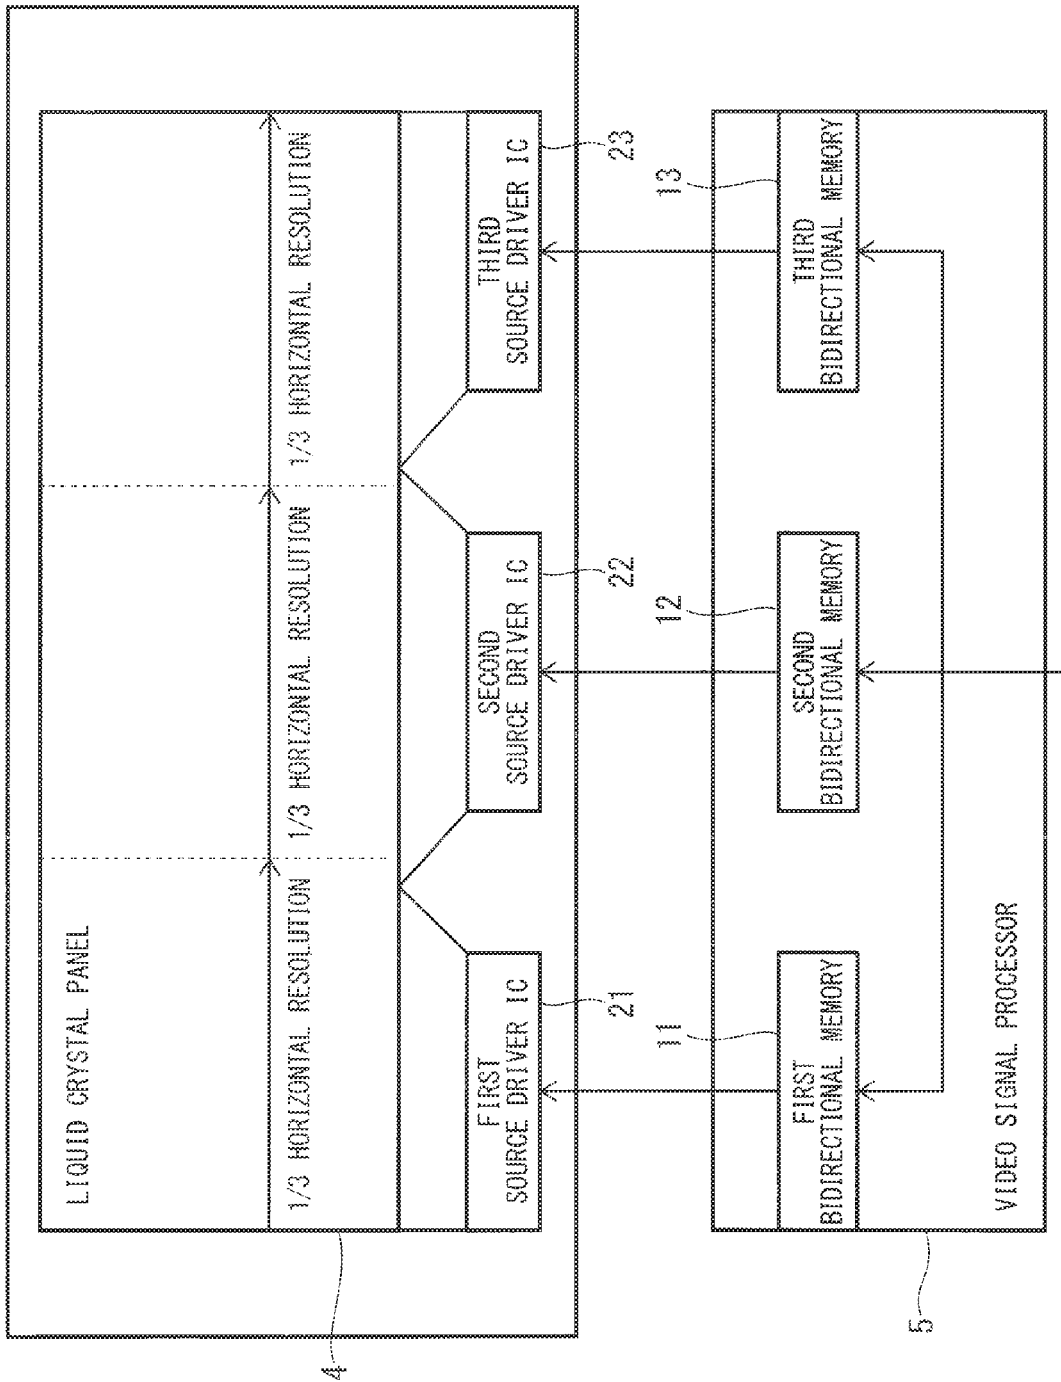 LIQUID CRYSTAL PANEL
1/3 HORIZONTAL RESOLUTION
1/3 HORIZONTAL RESOLUTION
1/3 HORIZONTAL RESOLUTION
4
FIRST
SOURCE DRIVER IC
21
SECOND
SOURCE DRIVER IC
22
THIRD
SOURCE DRIVER IC
23
11
12
13
FIRST
BIDIRECTIONAL MEMORY
SECOND
BIDIRECTIONAL MEMORY
THIRD
BIDIRECTIONAL MEMORY
5
VIDEO SIGNAL PROCESSOR